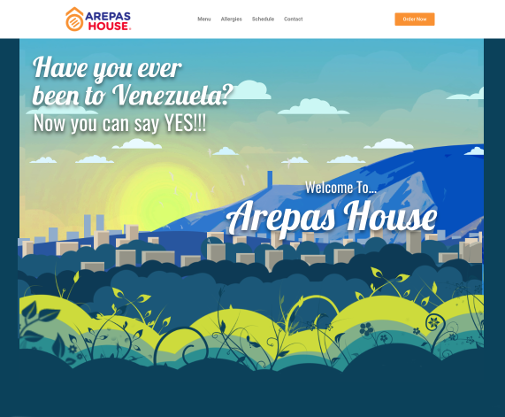 AREPAS
HOUSE
Menu Allergies Schedule Contact
Order Now
Have you ever
been to Venezuela?
Now you can say YES!!!
Welcome To...
Arepas House